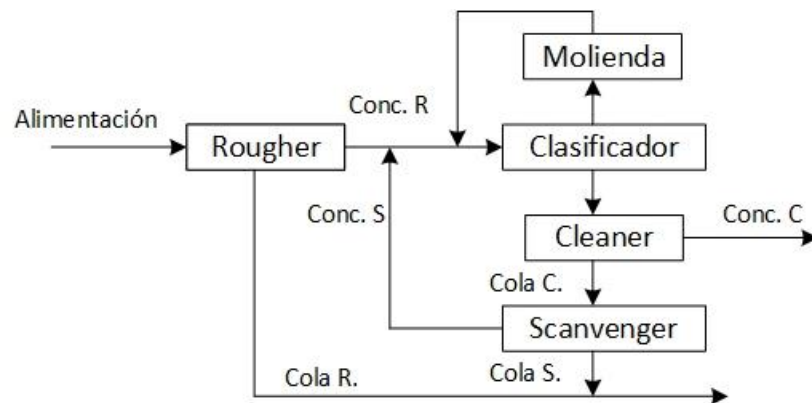 Molienda
Conc. R
Alimentación
Rougher
Clasificador
Conc. S
Conc. C
Cleaner
Cola C.
Scanvenger
Cola R.
Cola S.